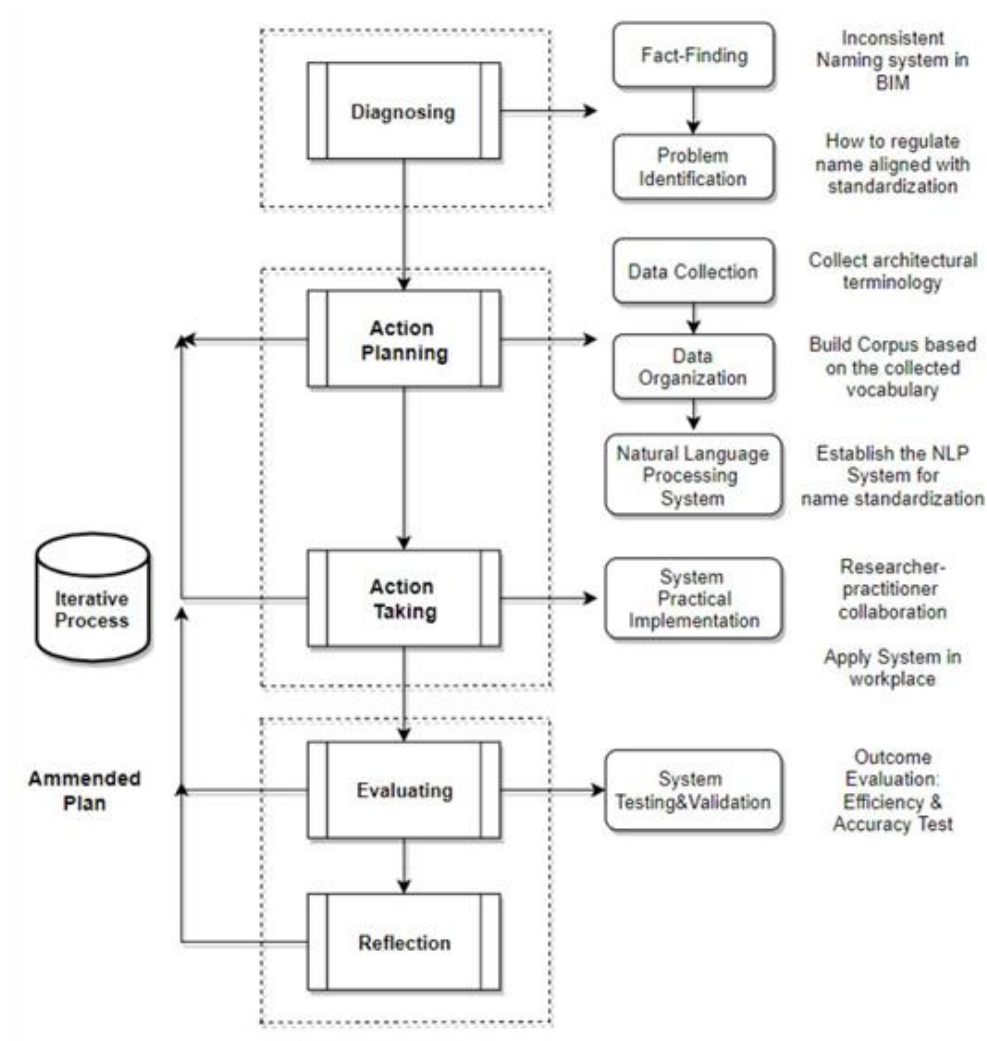 Diagnosing
Fact-Finding
Inconsistent
Naming system in
BIM
Problem
Identification
How to regulate
name aligned with
standardization
Action
Planning
Data Collection
Collect architectural
terminology
Data
Organization
Build Corpus based
on the collected
vocabulary
Natural Language
Processing
System
Establish the NLP
System for
name standardization
Iterative
Process
Action
Taking
System
Practical
Implementation
Researcher-
practitioner
collaboration
Apply System in
workplace
Ammended
Plan
Evaluating
System
Testing&Validation
Outcome
Evaluation:
Efficiency &
Accuracy Test
Reflection